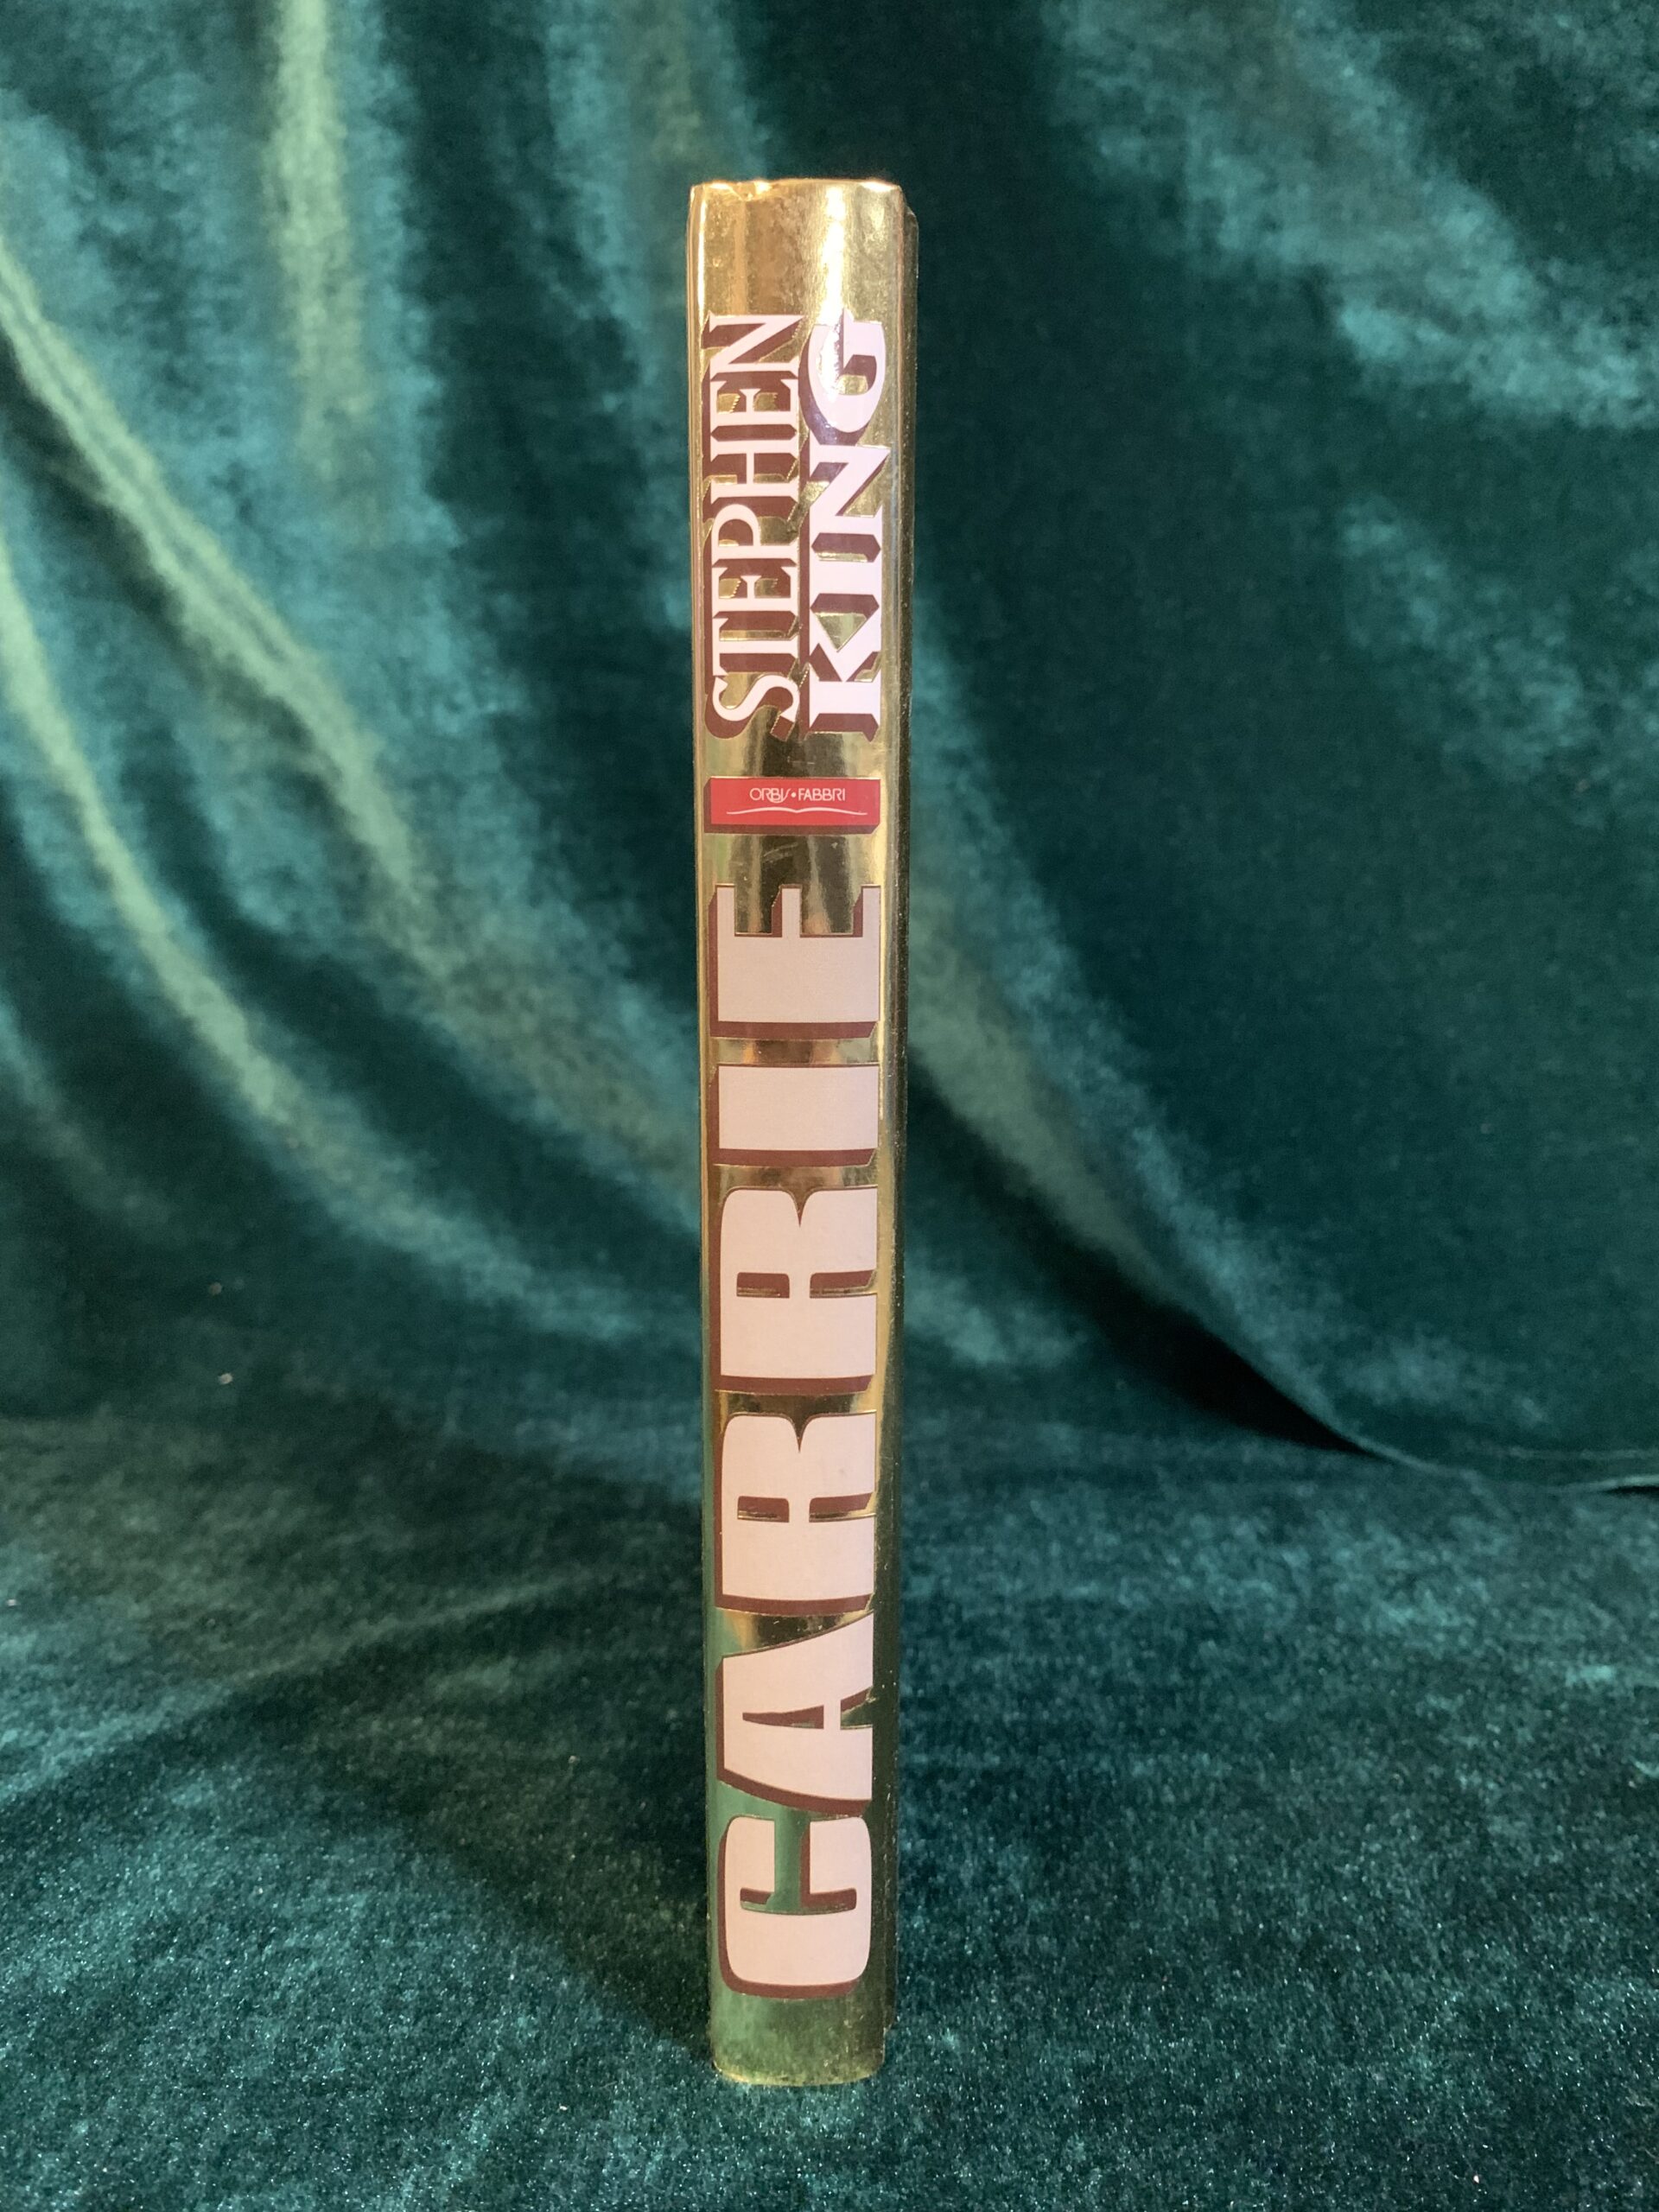 CARRIE
ORBIS • FABBRI
STEPHEN
KING